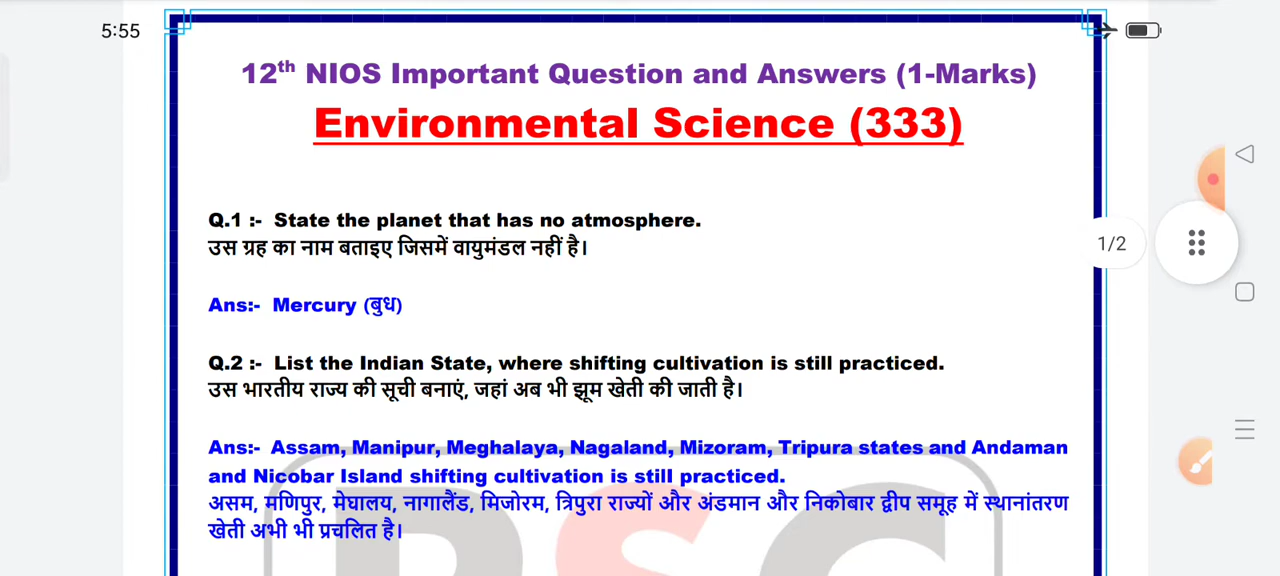 5:55
12th NIOS Important Question and Answers (1-Marks)
Environmental Science (333)
Q.1 :- State the planet that has no atmosphere.
उस ग्रह का नाम बताइए जिसमें वायुमंडल नहीं है।
1/2
Ans:- Mercury (बुध)
Q.2 :- List the Indian State, where shifting cultivation is still practiced.
उस भारतीय राज्य की सूची बनाएं, जहां अब भी झूम खेती की जाती है।
Ans:- Assam, Manipur, Meghalaya, Nagaland, Mizoram, Tripura states and Andaman
and Nicobar Island shifting cultivation is still practiced.
असम, मणिपुर, मेघालय, नागालैंड, मिजोरम, त्रिपुरा राज्यों और अंडमान और निकोबार द्वीप समूह में स्थानांतरण
खेती अभी भी प्रचलित है।